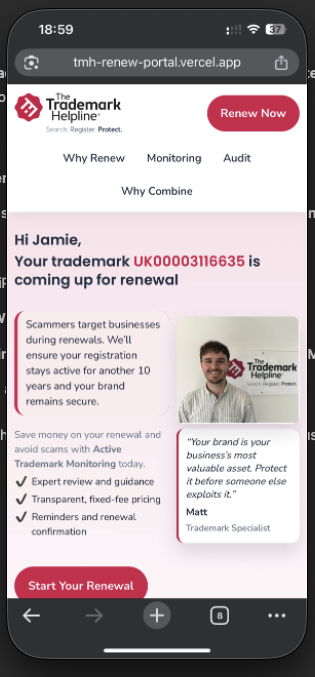 18:59
37
tmh-renew-portal.vercel.app
The
Trademark
Helpline
Search. Register. Protect.
Renew Now
Why Renew
Monitoring
Audit
Why Combine
Hi Jamie,
Your trademark UK00003116635 is
coming up for renewal
Scammers target businesses
during renewals. We’ll
ensure your registration
stays active for another 10
years and your brand
remains secure.
The
Trademark
Helpline
Search. Register. Protect.
Save money on your renewal and
avoid scams with Active
Trademark Monitoring today.
✓ Expert review and guidance
✓ Transparent, fixed-fee pricing
✓ Reminders and renewal
confirmation
“Your brand is your
business’s most
valuable asset. Protect
it before someone else
exploits it.”
Matt
Trademark Specialist
Start Your Renewal
8